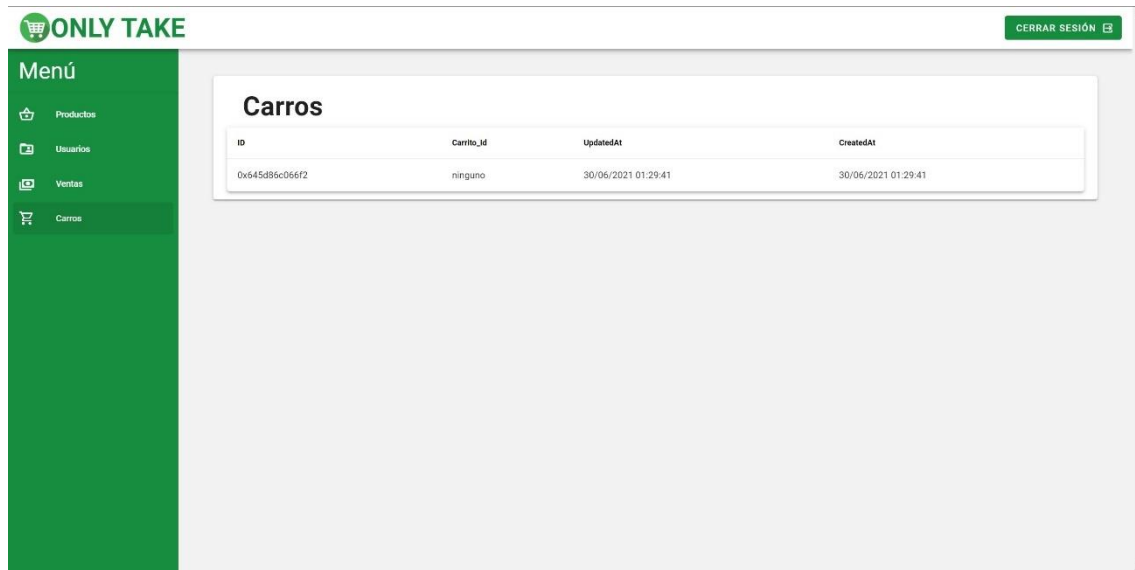 ONLY TAKE
CERRAR SESIÓN
Menú
Productos
Usuarios
Ventas
Carros
Carros
ID Carrito_Id UpdatedAt CreatedAt
0x645d86c066f2 ninguno 30/06/2021 01:29:41 30/06/2021 01:29:41